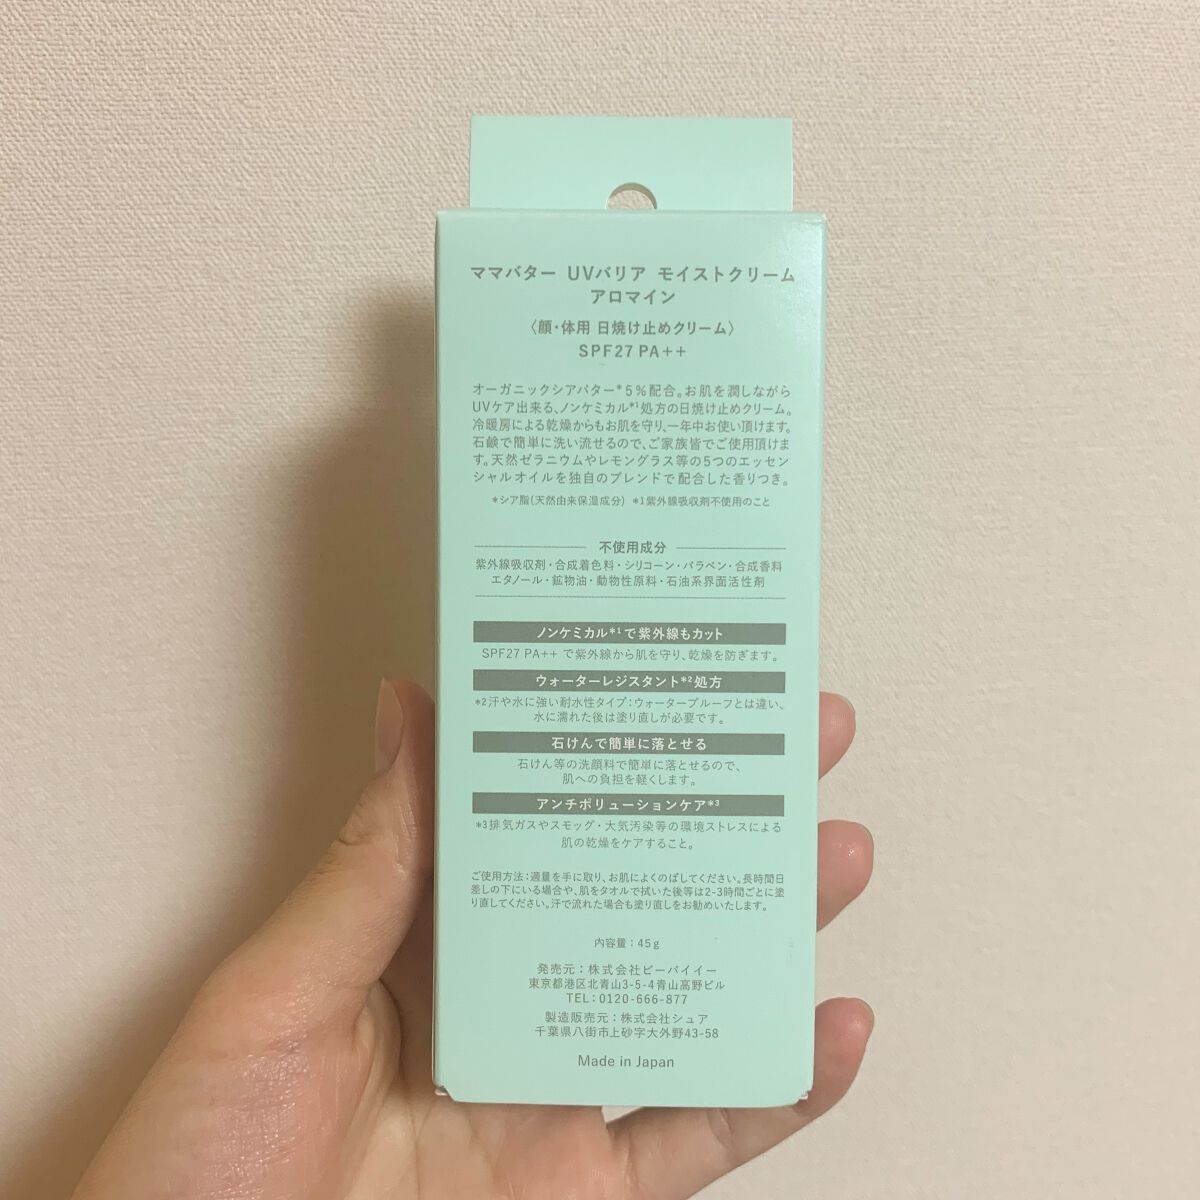 ママバター UVバリア モイストクリーム
アロマイン
〈顔・体用 日焼け止めクリーム〉
SPF27 PA++
オーガニックシアバター*5%配合。お肌を潤しながら
UVケア出来る、ノンケミカル*1処方の日焼け止めクリーム。
冷暖房による乾燥からもお肌を守り、一年中お使い頂けます。
石鹸で簡単に洗い流せるので、ご家族皆でご使用頂けま
す。天然ゼラニウムやレモングラス等の5つのエッセン
シャルオイルを独自のブレンドで配合した香りつき。
*シア脂(天然由来保湿成分) *1紫外線吸収剤不使用のこと
不使用成分
紫外線吸収剤・合成着色料・シリコーン・パラベン・合成香料
エタノール・鉱物油・動物性原料・石油系界面活性剤
ノンケミカル*1で紫外線もカット
SPF27 PA++ で紫外線から肌を守り、乾燥を防ぎます。
ウォーターレジスタント*2処方
*2汗や水に強い耐水性タイプ:ウォータープルーフとは違い、
水に濡れた後は塗り直しが必要です。
石けんで簡単に落とせる
石けん等の洗顔料で簡単に落とせるので、
肌への負担を軽くします。
アンチポリューションケア*3
*3排気ガスやスモッグ・大気汚染等の環境ストレスによる
肌の乾燥をケアすること。
ご使用方法:適量を手に取り、お肌によくのばしてください。長時間日
差しの下にいる場合や、肌をタオルで拭いた後等は2-3時間ごとに塗
り直してください。汗で流れた場合も塗り直しをお勧めいたします。
内容量:45g
発売元:株式会社ビーバイイー
東京都港区北青山3-5-4青山高野ビル
TEL:0120-666-877
製造販売元:株式会社シュア
千葉県八街市上砂字大外野43-58
Made in Japan